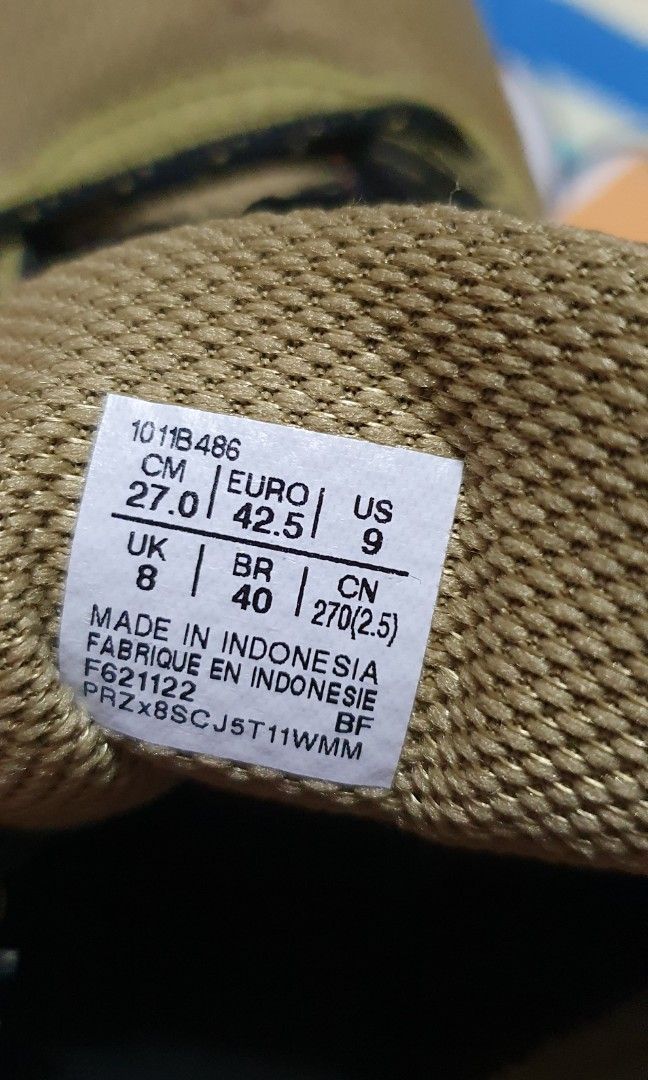 1011B486
CM | EURO | US
27.0 | 42.5 | 9
UK | BR | CN
8 | 40 | 270(2.5)
MADE IN INDONESIA
FABRIQUE EN INDONESIE
F621122 BF
PRZx8SCJ5T11WMM